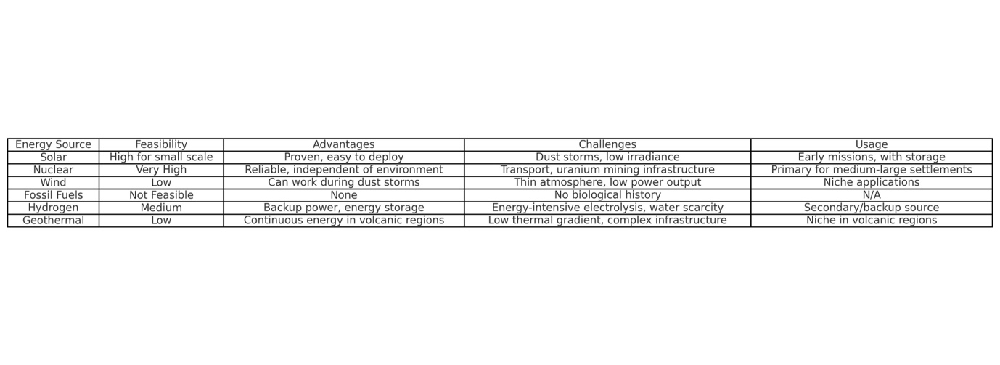 Energy Source Feasibility Advantages Challenges Usage
Solar High for small scale Proven, easy to deploy Dust storms, low irradiance Early missions, with storage
Nuclear Very High Reliable, independent of environment Transport, uranium mining infrastructure Primary for medium-large settlements
Wind Low Can work during dust storms Thin atmosphere, low power output Niche applications
Fossil Fuels Not Feasible None No biological history N/A
Hydrogen Medium Backup power, energy storage Energy-intensive electrolysis, water scarcity Secondary/backup source
Geothermal Low Continuous energy in volcanic regions Low thermal gradient, complex infrastructure Niche in volcanic regions